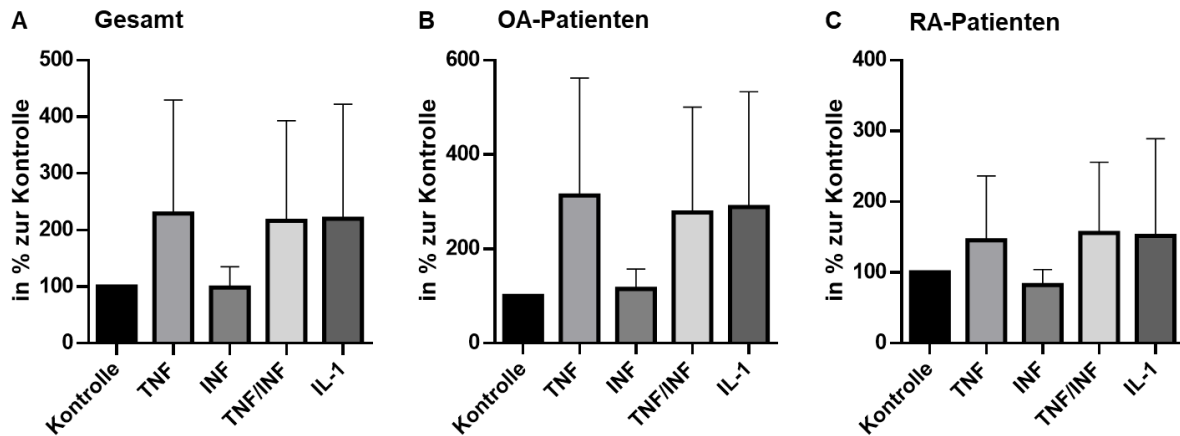 A Gesamt
in % zur Kontrolle
500
400
300
200
100
0
Kontrolle
TNF
INF
TNF/INF
IL-1
B OA-Patienten
in % zur Kontrolle
600
400
200
0
Kontrolle
TNF
INF
TNF/INF
IL-1
C RA-Patienten
in % zur Kontrolle
400
300
200
100
0
Kontrolle
TNF
INF
TNF/INF
IL-1